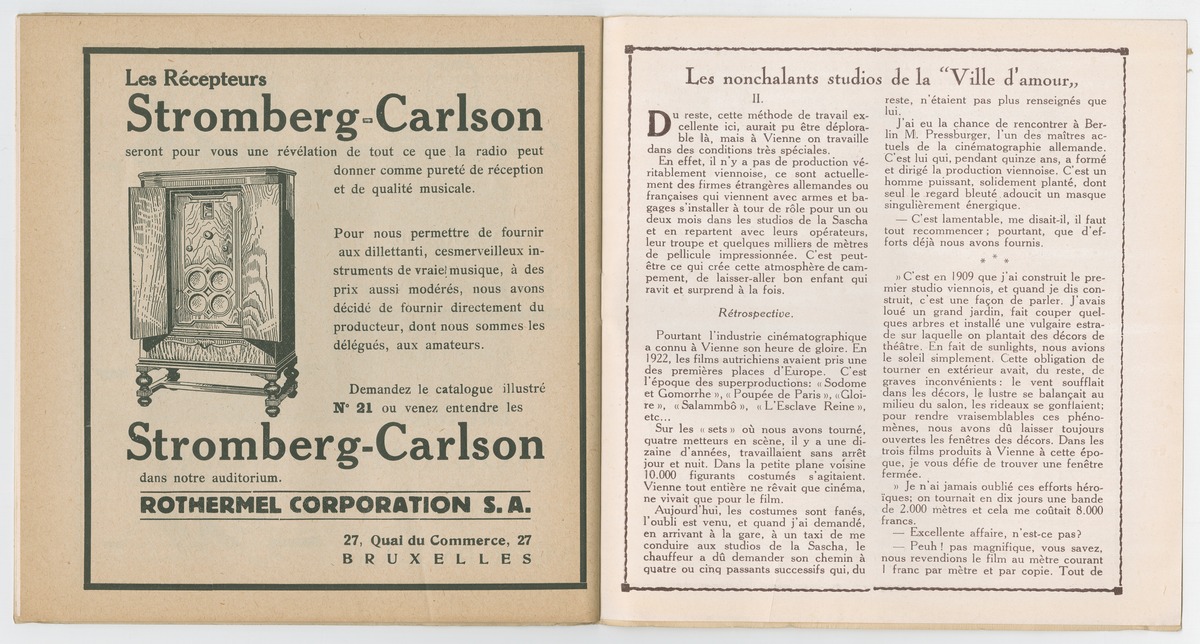 Les Récepteurs
Stromberg-Carlson
seront pour vous une révélation de tout ce que la radio peut
donner comme pureté de réception
et de qualité musicale.
Pour nous permettre de fournir
aux dillettanti, cesmerveilleux in-
struments de vraie musique, à des
prix aussi modérés, nous avons
décidé de fournir directement du
producteur, dont nous sommes les
délégués, aux amateurs.
Demandez le catalogue illustré
N° 21 ou venez entendre les
Stromberg-Carlson
dans notre auditorium.
ROTHERMEL CORPORATION S. A.
27, Quai du Commerce, 27
BRUXELLES
Les nonchalants studios de la "Ville d'amour„
II.
Du reste, cette méthode de travail ex-
cellente ici, aurait pu être déplora-
ble là, mais à Vienne on travaille
dans des conditions très spéciales.
En effet, il n'y a pas de production vé-
ritablement viennoise, ce sont actuelle-
ment des firmes étrangères allemandes ou
françaises qui viennent avec armes et ba-
gages s'installer à tour de rôle pour un ou
deux mois dans les studios de la Sascha
et en repartent avec leurs opérateurs,
leur troupe et quelques milliers de mètres
de pellicule impressionnée. C'est peut-
être ce qui crée cette atmosphère de cam-
pement, de laisser-aller bon enfant qui
ravit et surprend à la fois.
Rétrospective.
Pourtant l'industrie cinématographique
a connu à Vienne son heure de gloire. En
1922, les films autrichiens avaient pris une
des premières places d'Europe. C'est
l'époque des superproductions: « Sodome
et Gomorrhe », « Poupée de Paris », «Gloi-
re », «Salammbô », « L'Esclave Reine »,
etc...
Sur les « sets » où nous avons tourné,
quatre metteurs en scène, il y a une di-
zaine d'années, travaillaient sans arrêt
jour et nuit. Dans la petite plane voisine
10.000 figurants costumés s'agitaient.
Vienne tout entière ne rêvait que cinéma,
ne vivait que pour le film.
Aujourd'hui, les costumes sont fanés,
l'oubli est venu, et quand j'ai demandé,
en arrivant à la gare, à un taxi de me
conduire aux studios de la Sascha, le
chauffeur a dû demander son chemin à
quatre ou cinq passants successifs qui, du
reste, n'étaient pas plus renseignés que
lui.
J'ai eu la chance de rencontrer à Ber-
lin M. Pressburger, l'un des maîtres ac-
tuels de la cinématographie allemande.
C'est lui qui, pendant quinze ans, a formé
et dirigé la production viennoise. C'est un
homme puissant, solidement planté, dont
seul le regard bleuté adoucit un masque
singulièrement énergique.
— C'est lamentable, me disait-il, il faut
tout recommencer ; pourtant, que d'ef-
forts déjà nous avons fournis.
* * *
» C'est en 1909 que j'ai construit le pre-
mier studio viennois, et quand je dis con-
struit, c'est une façon de parler. J'avais
loué un grand jardin, fait couper quel-
ques arbres et installé une vulgaire estra-
de sur laquelle on plantait des décors de
théâtre. En fait de sunlights, nous avions
le soleil simplement. Cette obligation de
tourner en extérieur avait, du reste, de
graves inconvénients : le vent soufflait
dans les décors, le lustre se balançait au
milieu du salon, les rideaux se gonflaient;
pour rendre vraisemblables ces phéno-
mènes, nous avons dû laisser toujours
ouvertes les fenêtres des décors. Dans les
trois films produits à Vienne à cette épo-
que, je vous défie de trouver une fenêtre
fermée.
» Je n'ai jamais oublié ces efforts héro-
ïques; on tournait en dix jours une bande
de 2.000 mètres et cela me coûtait 8.000
francs.
— Excellente affaire, n'est-ce pas?
— Peuh ! pas magnifique, vous savez,
nous revendions le film au mètre courant
1 franc par mètre et par copie. Tout de